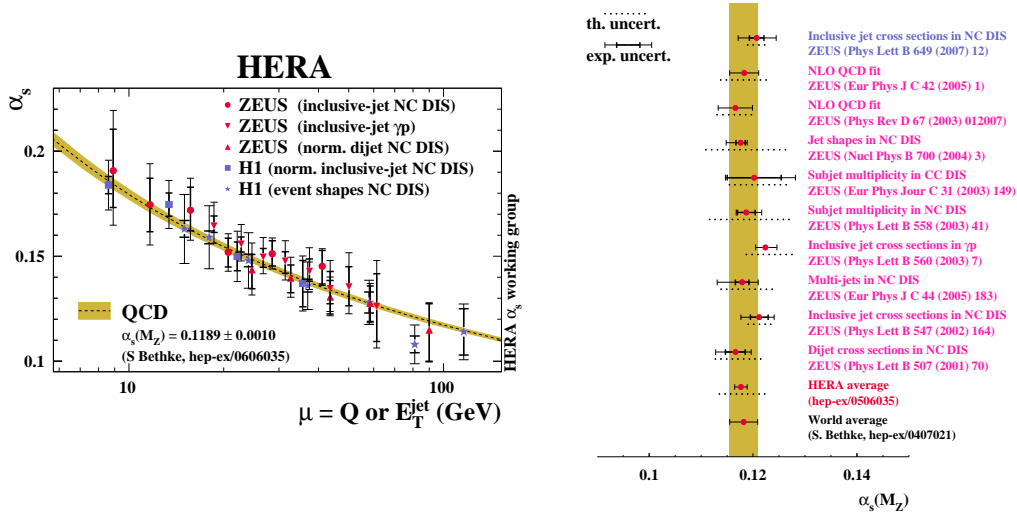 HERA
αs
ZEUS (inclusive-jet NC DIS)
ZEUS (inclusive-jet γp)
ZEUS (norm. dijet NC DIS)
H1 (norm. inclusive-jet NC DIS)
H1 (event shapes NC DIS)
0.2
0.15
0.1
QCD
αs(MZ) = 0.1189 ± 0.0010
(S Bethke, hep-ex/0606035)
HERA αs working group
10
100
μ = Q or E_T^jet (GeV)
th. uncert.
exp. uncert.
Inclusive jet cross sections in NC DIS
ZEUS (Phys Lett B 649 (2007) 12)
NLO QCD fit
ZEUS (Eur Phys J C 42 (2005) 1)
NLO QCD fit
ZEUS (Phys Rev D 67 (2003) 012007)
Jet shapes in NC DIS
ZEUS (Nucl Phys B 700 (2004) 3)
Subjet multiplicity in CC DIS
ZEUS (Eur Phys Jour C 31 (2003) 149)
Subjet multiplicity in NC DIS
ZEUS (Phys Lett B 558 (2003) 41)
Inclusive jet cross sections in γp
ZEUS (Phys Lett B 560 (2003) 7)
Multi-jets in NC DIS
ZEUS (Eur Phys J C 44 (2005) 183)
Inclusive jet cross sections in NC DIS
ZEUS (Phys Lett B 547 (2002) 164)
Dijet cross sections in NC DIS
ZEUS (Phys Lett B 507 (2001) 70)
HERA average
(hep-ex/0506035)
World average
(S. Bethke, hep-ex/0407021)
0.1
0.12
0.14
αs(MZ)